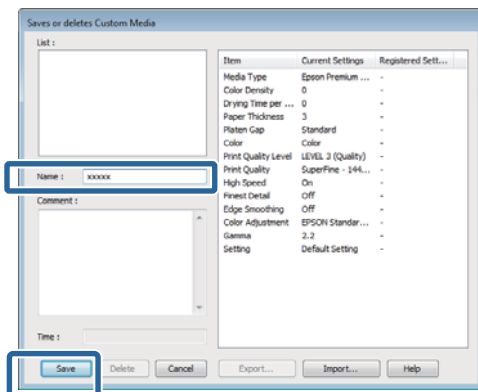 Saves or deletes Custom Media
List :
Item Current Settings Registered Sett...
Media Type Epson Premium ... -
Color Density 0 -
Drying Time per ... 0 -
Paper Thickness 3 -
Platen Gap Standard -
Color Color -
Print Quality Level LEVEL 3 (Quality) -
Print Quality SuperFine - 144... -
High Speed On -
Finest Detail Off -
Edge Smoothing Off -
Color Adjustment EPSON Standar... -
Gamma 2.2 -
Setting Default Setting -
Name : xxxxx
Comment :
Time :
Save Delete Cancel Export... Import... Help